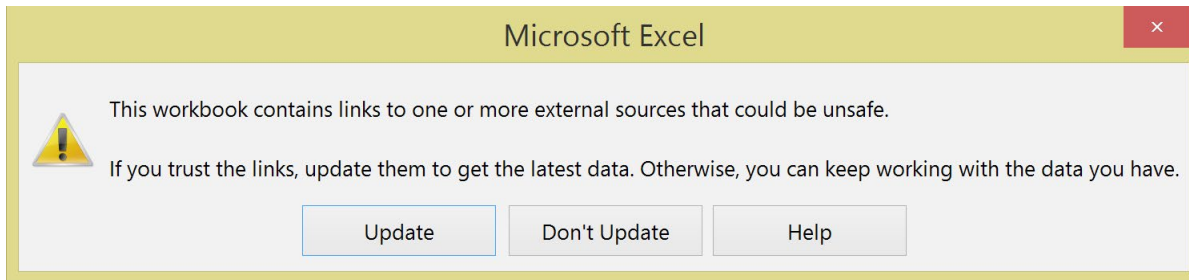 Microsoft Excel
This workbook contains links to one or more external sources that could be unsafe.
If you trust the links, update them to get the latest data. Otherwise, you can keep working with the data you have.
Update
Don't Update
Help